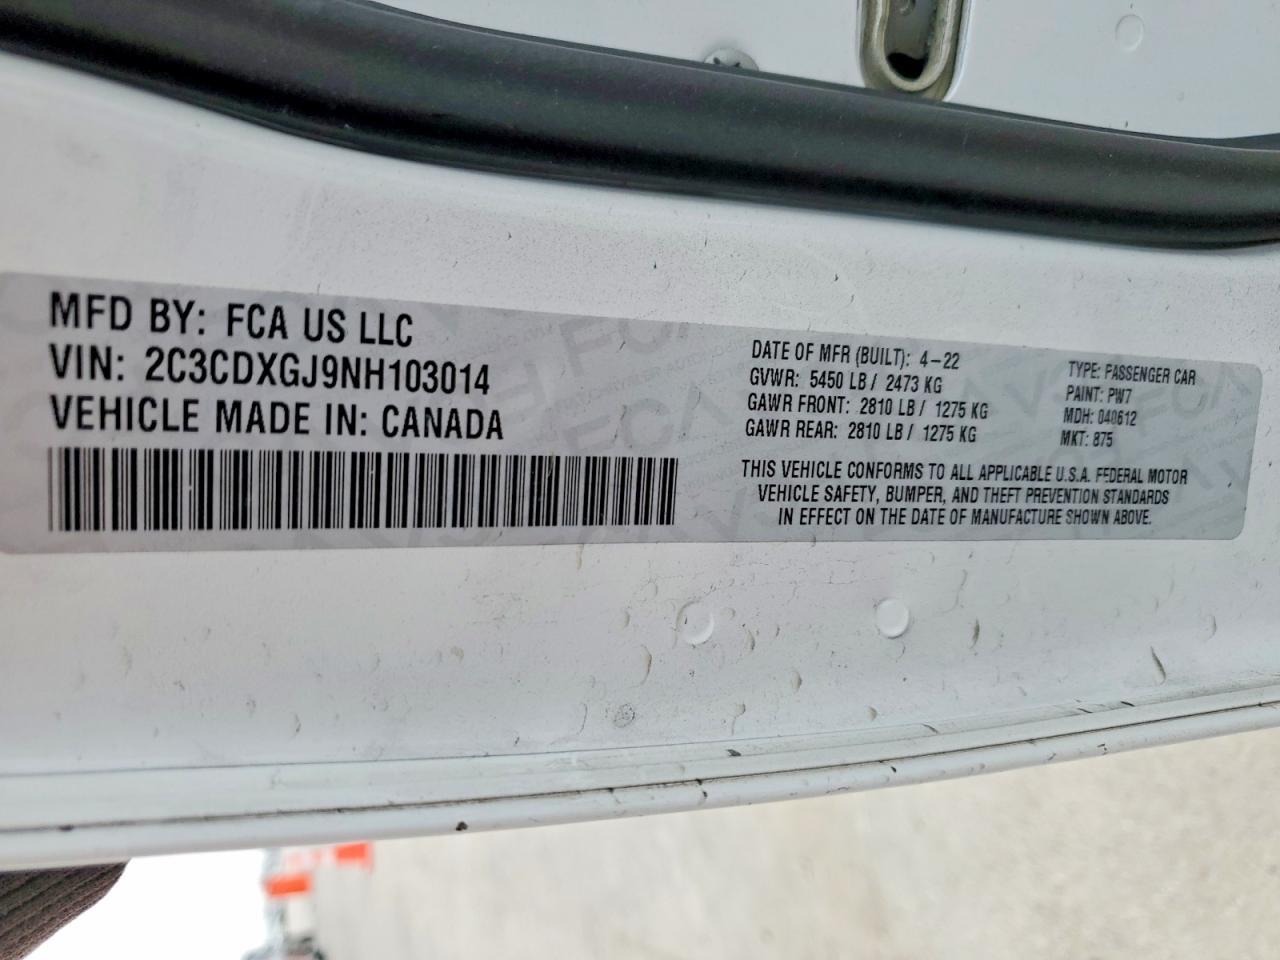 MFD BY: FCA US LLC
VIN: 2C3CDXGJ9NH103014
VEHICLE MADE IN: CANADA
DATE OF MFR (BUILT): 4-22
GVWR: 5450 LB / 2473 KG
GAWR FRONT: 2810 LB / 1275 KG
GAWR REAR: 2810 LB / 1275 KG
TYPE: PASSENGER CAR
PAINT: PW7
MDH: 040612
MKT: 875
THIS VEHICLE CONFORMS TO ALL APPLICABLE U.S.A. FEDERAL MOTOR
VEHICLE SAFETY, BUMPER, AND THEFT PREVENTION STANDARDS
IN EFFECT ON THE DATE OF MANUFACTURE SHOWN ABOVE.